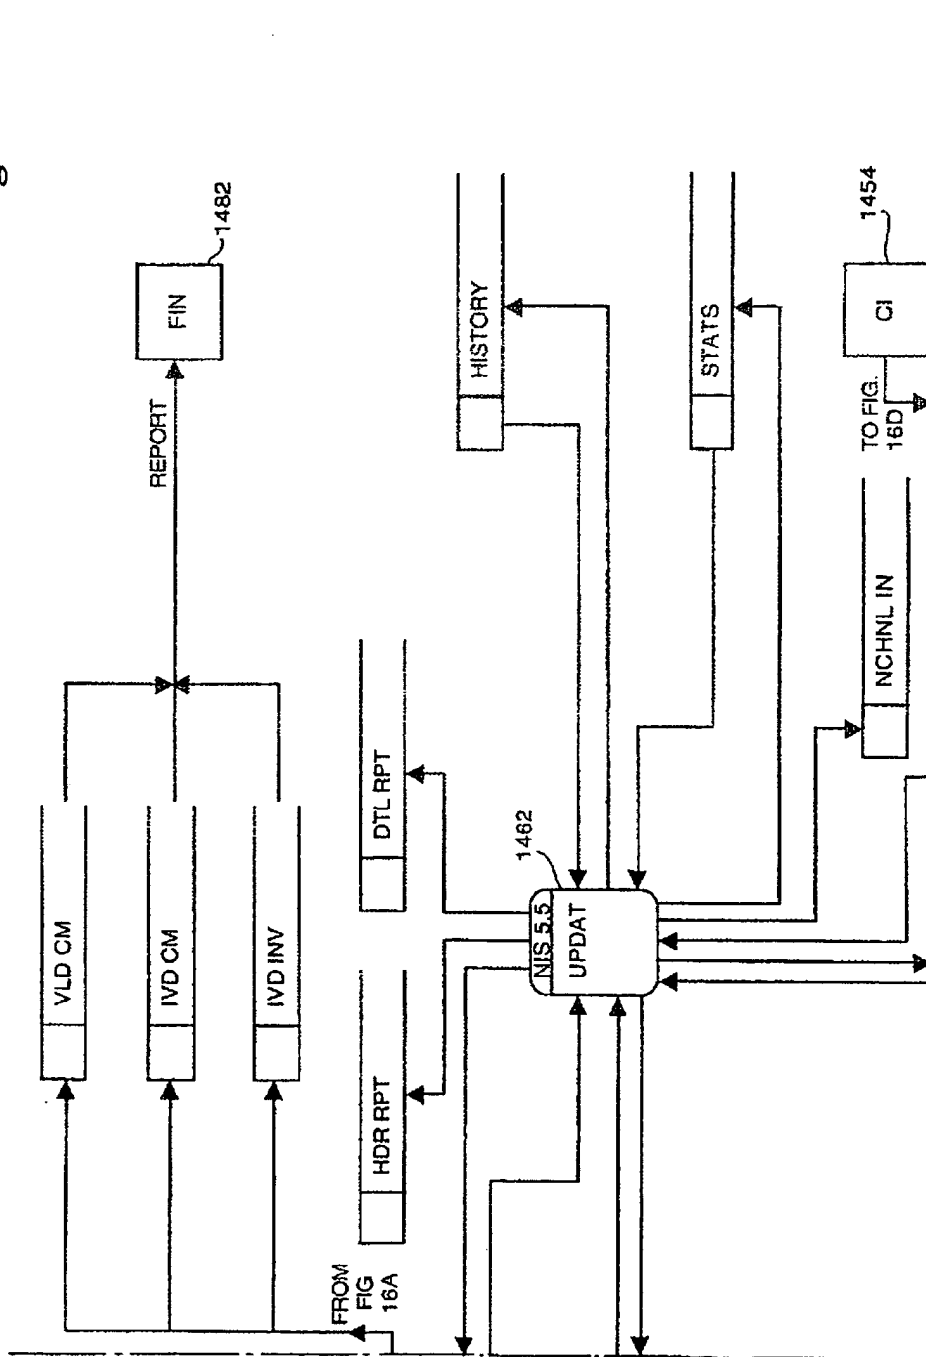 VLD CM
IVD CM
IVD INV
REPORT
FIN
1482
FROM
FIG
16A
HDR RPT
DTL RPT
HISTORY
NIS 5.5
UPDAT
1462
STATS
NCHNL IN
TO FIG.
16D
CI
1454